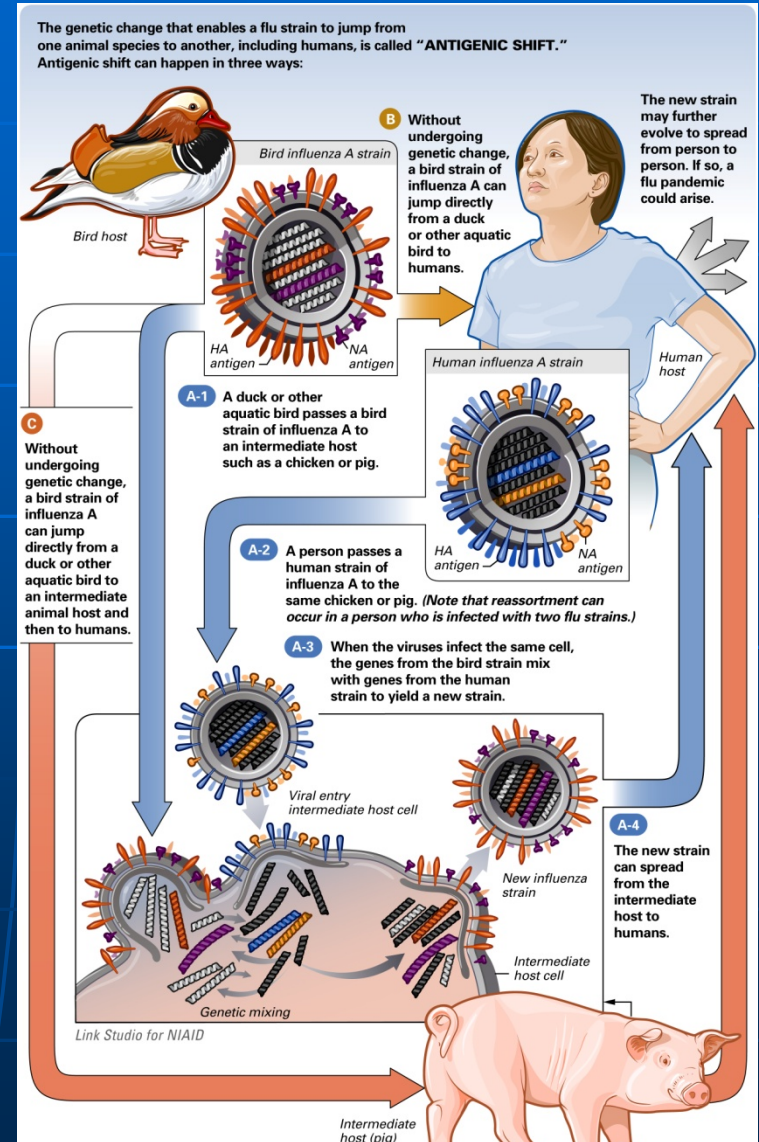 The genetic change that enables a flu strain to jump from
one animal species to another, including humans, is called "ANTIGENIC SHIFT."
Antigenic shift can happen in three ways:
Bird host
Bird influenza A strain
HA
antigen
NA
antigen
B
Without
undergoing
genetic change,
a bird strain of
influenza A can
jump directly
from a duck
or other aquatic
bird to
humans.
The new strain
may further
evolve to spread
from person to
person. If so, a
flu pandemic
could arise.
Human
host
Human influenza A strain
HA
antigen
NA
antigen
A-1
A duck or other
aquatic bird passes a bird
strain of influenza A to
an intermediate host
such as a chicken or pig.
C
Without
undergoing
genetic change,
a bird strain of
influenza A
can jump
directly from a
duck or other
aquatic bird to
an intermediate
animal host and
then to humans.
A-2
A person passes a
human strain of
influenza A to the
same chicken or pig. (Note that reassortment can
occur in a person who is infected with two flu strains.)
A-3
When the viruses infect the same cell,
the genes from the bird strain mix
with genes from the human
strain to yield a new strain.
Viral entry
intermediate host cell
New influenza
strain
A-4
The new strain
can spread
from the
intermediate
host to
humans.
Intermediate
host cell
Genetic mixing
Link Studio for NIAID
Intermediate
host (pig)